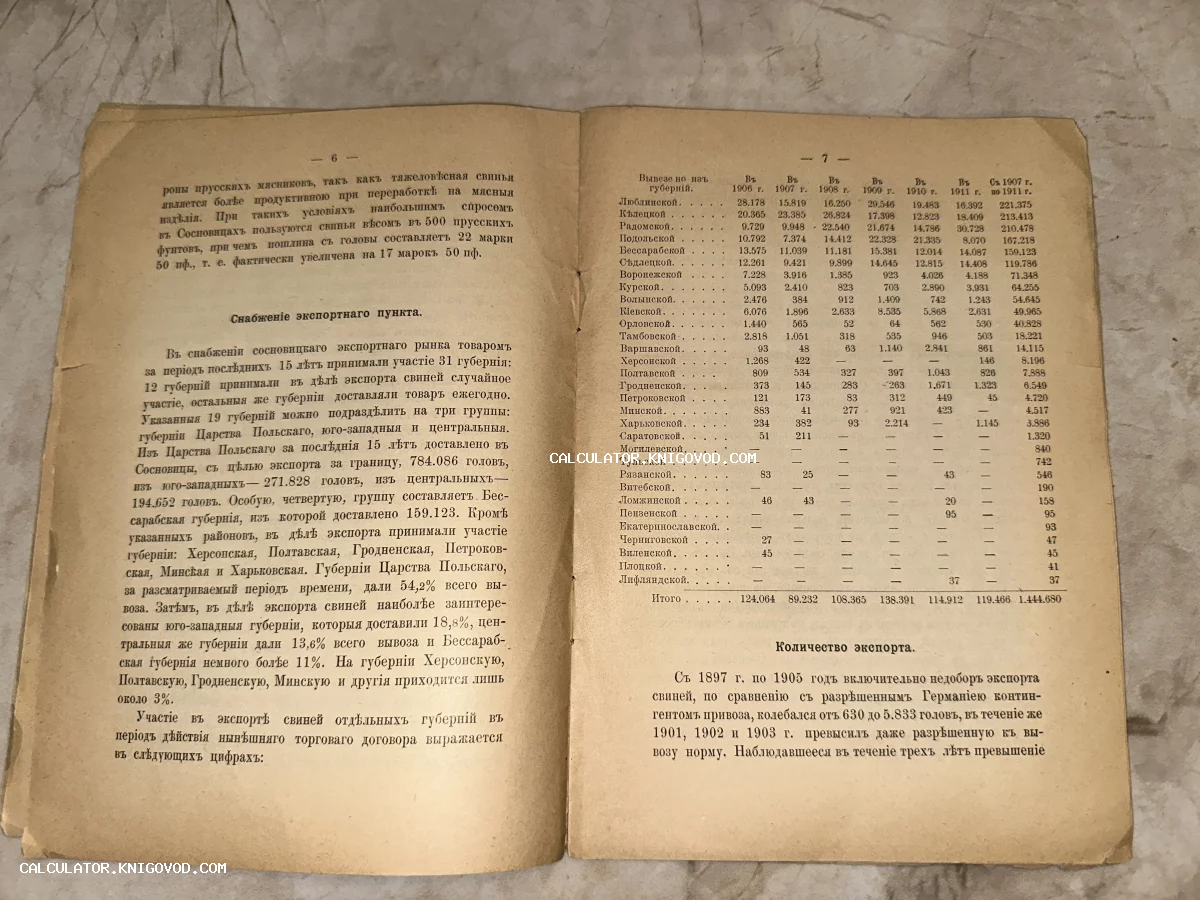 — 6 —
роны прусскяхъ мясниковъ, такъ какъ тяжеловѣсная свинья
является болѣе продуктивною при переработкѣ на мясныя
издѣлія. При такихъ условіяхъ наибольшимъ спросомъ
въ Сосновицахъ пользуются свиньи вѣсомъ въ 500 прусскихъ
фунтовъ, при чемъ пошлина съ головы составляетъ 22 марки
50 пф., т. е. фактически увеличена на 17 марокъ 50 пф.
Снабженіе экспортнаго пункта.
Въ снабженіи сосновицкаго экспортнаго рынка товаромъ
за періодъ послѣднихъ 15 лѣтъ принимали участіе 31 губернія:
12 губерній принимали въ дѣлѣ экспорта свиней случайное
участіе, остальныя же губерніи доставляли товаръ ежегодно.
Указанныя 19 губерній можно подраздѣлить на три группы:
губерніи Царства Польскаго, юго-западныя и центральныя.
Изъ Царства Польскаго за послѣднія 15 лѣтъ доставлено въ
Сосновицы, съ цѣлью экспорта за границу, 784.086 головъ,
изъ юго-западныхъ— 271.828 головъ, изъ центральныхъ—
194.652 головъ. Особую, четвертую, группу составляетъ Бес-
сарабская губернія, изъ которой доставлено 159.123. Кромѣ
указанныхъ районовъ, въ дѣлѣ экспорта принимали участіе
губерніи: Херсонская, Полтавская, Гродненская, Петроков-
ская, Минская и Харьковская. Губерніи Царства Польскаго,
за разсматриваемый періодъ времени, дали 54,2% всего вы-
воза. Затѣмъ, въ дѣлѣ экспорта свиней наиболѣе заинтере-
сованы юго-западныя губерніи, которыя доставили 18,8%, цен-
тральныя же губерніи дали 13,6% всего вывоза и Бессараб-
ская губернія немного болѣе 11%. На губерніи Херсонскую,
Полтавскую, Гродненскую, Минскую и другія приходится лишь
около 3%.
Участіе въ экспортѣ свиней отдѣльныхъ губерній въ
періодъ дѣйствія нынѣшняго торговаго договора выражается
въ слѣдующихъ цифрахъ:
— 7 —
Вывезено изъ губерній. Въ 1906 г. Въ 1907 г. Въ 1908 г. Въ 1909 г. Въ 1910 г. Въ 1911 г. Съ 1907 г. по 1911 г.
Люблинской . . . . . 28.178 15.819 16.250 29.546 19.483 16.392 221.375
Кѣлецкой . . . . . . 20.365 23.385 26.824 17.398 12.823 18.409 213.413
Радомской . . . . . . 9.729 9.948 22.540 21.674 14.786 30.728 210.478
Подольской . . . . . 10.792 7.374 14.412 22.328 21.335 8.070 167.218
Бессарабской . . . . 13.575 11.039 11.181 15.381 12.014 14.087 159.123
Сѣдлецкой . . . . . . 12.261 9.421 9.899 14.645 12.815 14.408 119.786
Воронежской . . . . 7.228 3.916 1.385 923 4.026 4.188 71.348
Курской . . . . . . . 5.093 2.410 823 703 2.890 3.931 64.255
Волынской . . . . . . 2.476 384 912 1.409 742 1.243 54.645
Кіевской . . . . . . . 6.076 1.896 2.633 8.535 5.868 2.631 49.965
Орловской . . . . . . 1.440 565 52 64 562 530 40.828
Тамбовской . . . . . 2.818 1.051 318 535 946 503 18.221
Варшавской . . . . . 93 48 63 1.140 2.841 861 14.115
Херсонской . . . . . 1.268 422 — — — 146 8.196
Полтавской . . . . . 809 534 327 397 1.043 826 7.888
Гродненской . . . . 373 145 283 263 1.671 1.323 6.549
Петроковской . . . . 121 173 83 312 449 45 4.720
Минской . . . . . . . 883 41 277 921 423 — 4.517
Харьковской . . . . . 234 382 93 2.214 — 1.145 3.886
Саратовской . . . . . 51 211 — — — — 1.320
Могилевской . . . . . — — — — — 840
— — — — — 742
Рязанской . . . . . . 83 25 — — 43 — 546
Витебской . . . . . . — — — — — — 190
Ломжинской . . . . . 46 43 — — 20 — 158
Пензенской . . . . . — — — — 95 — 95
Екатеринославской . . — — — — — — 93
Черниговской . . . . 27 — — — — — 47
Виленской . . . . . . 45 — — — — — 45
Плоцкой . . . . . . . — — — — — — 41
Лифляндской . . . . . — — — — 37 — 37
Итого . . . . . 124.064 89.232 108.365 138.391 114.912 119.466 1.444.680
Количество экспорта.
Съ 1897 г. по 1905 годъ включительно недоборъ экспорта
свиней, по сравненію съ разрѣшеннымъ Германіею контин-
гентомъ привоза, колебался отъ 630 до 5.833 головъ, въ теченіе же
1901, 1902 и 1903 г. превысилъ даже разрѣшенную къ вы-
возу норму. Наблюдавшееся въ теченіе трехъ лѣтъ превышеніе
CALCULATOR.KNIGOVOD.COM
CALCULATOR.KNIGOVOD.COM